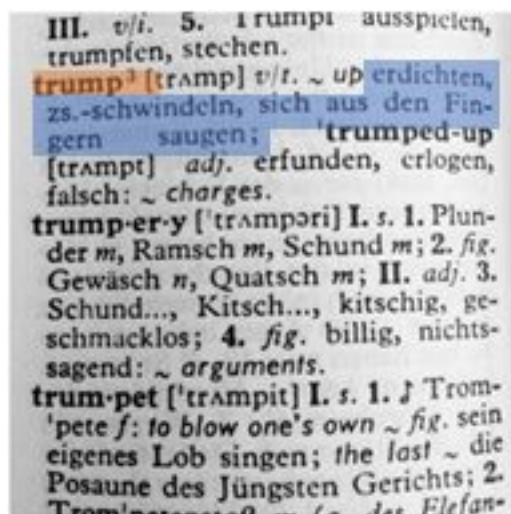 III. v/i. 5. Trumpf ausspielen,
trumpfen, stechen.
trump³ [trʌmp] v/t. ~ up erdichten,
zs.-schwindeln, sich aus den Fin-
gern saugen; 'trumped-up
[trʌmpt] adj. erfunden, erlogen,
falsch: ~ charges.
trump·er·y ['trʌmpəri] I. s. 1. Plun-
der m, Ramsch m, Schund m; 2. fig.
Gewäsch n, Quatsch m; II. adj. 3.
Schund..., Kitsch..., kitschig, ge-
schmacklos; 4. fig. billig, nichts-
sagend: ~ arguments.
trum·pet ['trʌmpit] I. s. 1. ♪ Trom-
'pete f: to blow one's own ~ fig. sein
eigenes Lob singen; the last ~ die
Posaune des Jüngsten Gerichts; 2.
des Elefan-